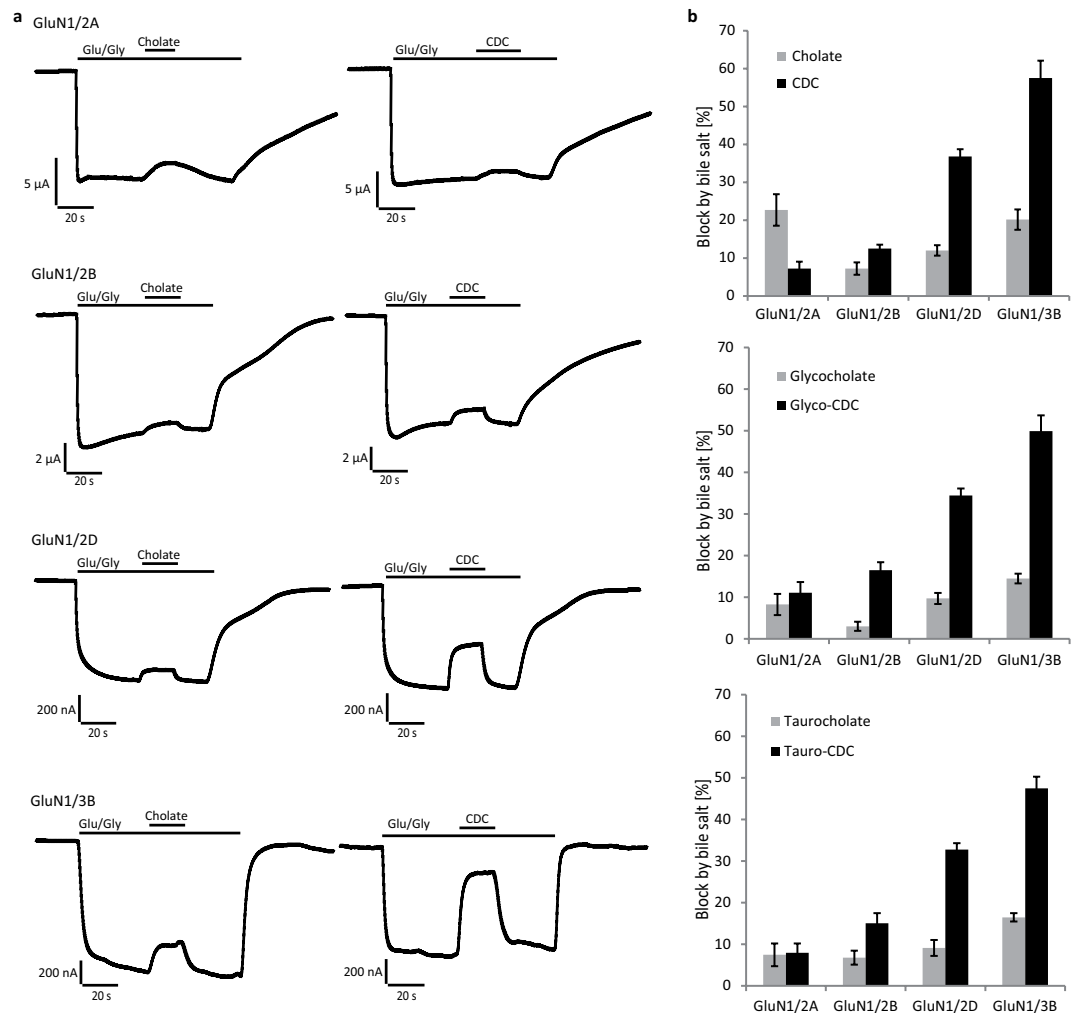 a
GluN1/2A
Glu/Gly
Cholate
5 µA
20 s
Glu/Gly
CDC
5 µA
20 s
GluN1/2B
Glu/Gly
Cholate
2 µA
20 s
Glu/Gly
CDC
2 µA
20 s
GluN1/2D
Glu/Gly
Cholate
200 nA
20 s
Glu/Gly
CDC
200 nA
20 s
GluN1/3B
Glu/Gly
Cholate
200 nA
20 s
Glu/Gly
CDC
200 nA
20 s
b
Block by bile salt [%]
70
60
50
40
30
20
10
0
Cholate
CDC
GluN1/2A GluN1/2B GluN1/2D GluN1/3B
Block by bile salt [%]
70
60
50
40
30
20
10
0
Glycocholate
Glyco-CDC
GluN1/2A GluN1/2B GluN1/2D GluN1/3B
Block by bile salt [%]
70
60
50
40
30
20
10
0
Taurocholate
Tauro-CDC
GluN1/2A GluN1/2B GluN1/2D GluN1/3B